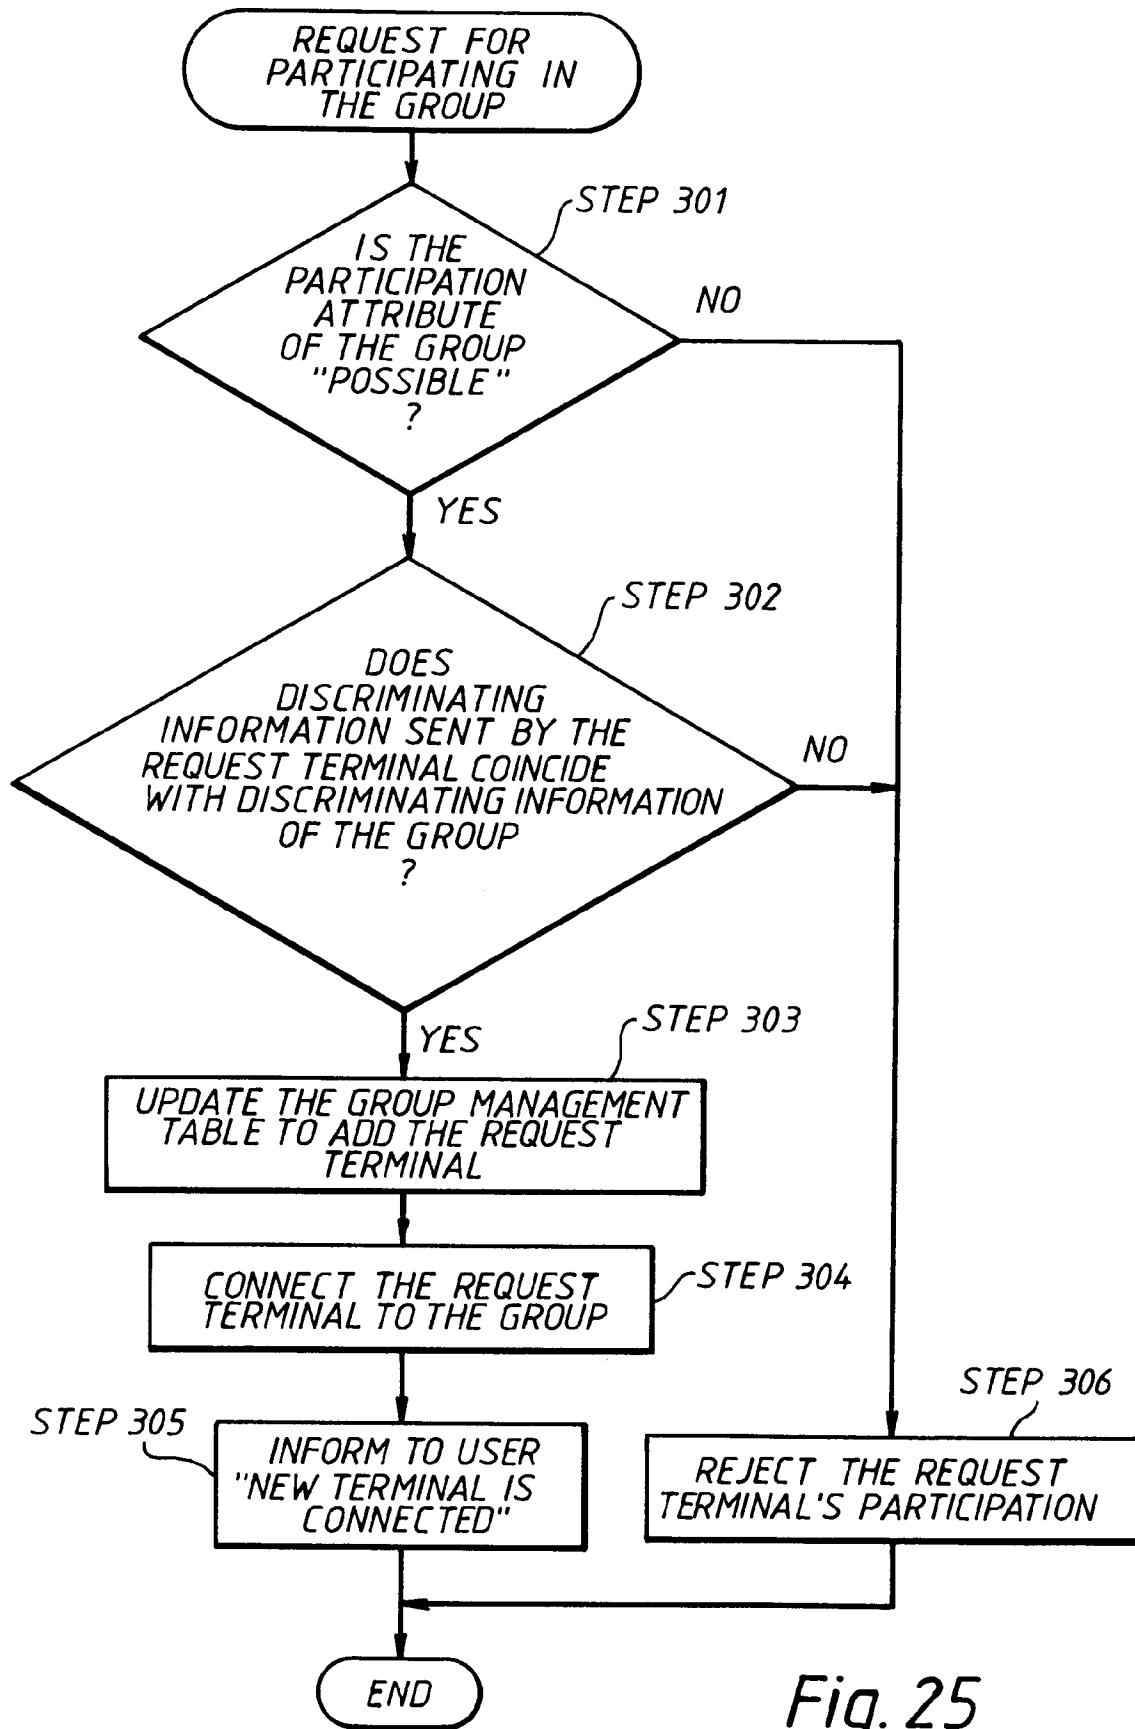 REQUEST FOR
PARTICIPATING IN
THE GROUP
STEP 301
IS THE
PARTICIPATION
ATTRIBUTE
OF THE GROUP
"POSSIBLE"
?
NO
YES
STEP 302
DOES
DISCRIMINATING
INFORMATION SENT BY THE
REQUEST TERMINAL COINCIDE
WITH DISCRIMINATING INFORMATION
OF THE GROUP
?
NO
YES
STEP 303
UPDATE THE GROUP MANAGEMENT
TABLE TO ADD THE REQUEST
TERMINAL
CONNECT THE REQUEST
TERMINAL TO THE GROUP
STEP 304
STEP 305
INFORM TO USER
"NEW TERMINAL IS
CONNECTED"
STEP 306
REJECT THE REQUEST
TERMINAL'S PARTICIPATION
END
Fig. 25